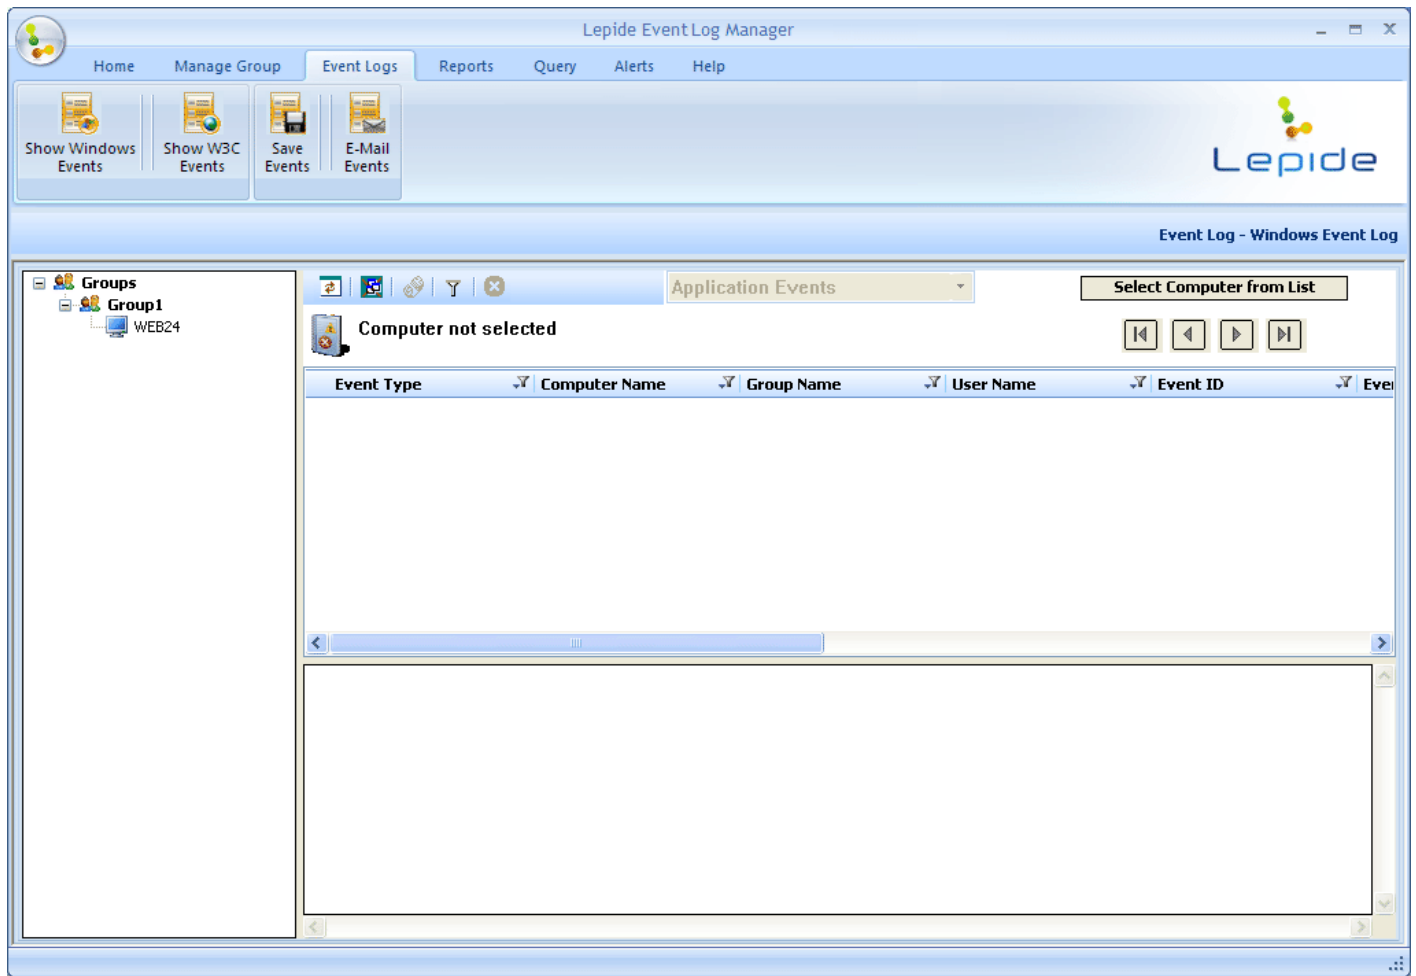 Lepide Event Log Manager
Home Manage Group Event Logs Reports Query Alerts Help
Show Windows Events
Show W3C Events
Save Events
E-Mail Events
Lepide
Event Log - Windows Event Log
Groups
Group1
WEB24
Application Events
Select Computer from List
Computer not selected
Event Type Computer Name Group Name User Name Event ID Eve